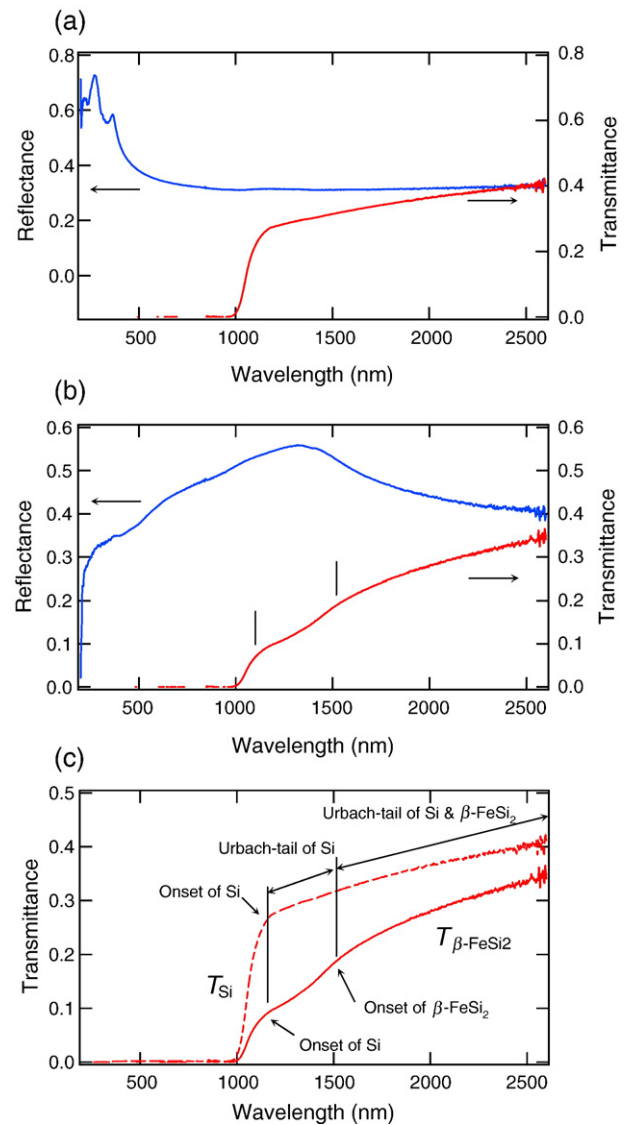 (a)
0.8
0.6
0.4
0.2
0.0
Reflectance
0.8
0.6
0.4
0.2
0.0
Transmittance
500
1000
1500
2000
2500
Wavelength (nm)
(b)
0.6
0.5
0.4
0.3
0.2
0.1
0.0
Reflectance
0.6
0.5
0.4
0.3
0.2
0.1
0.0
Transmittance
500
1000
1500
2000
2500
Wavelength (nm)
(c)
0.5
0.4
0.3
0.2
0.1
0.0
Transmittance
Urbach-tail of Si & β-FeSi₂
Urbach-tail of Si
Onset of Si
T_Si
T_β-FeSi2
Onset of β-FeSi₂
Onset of Si
500
1000
1500
2000
2500
Wavelength (nm)